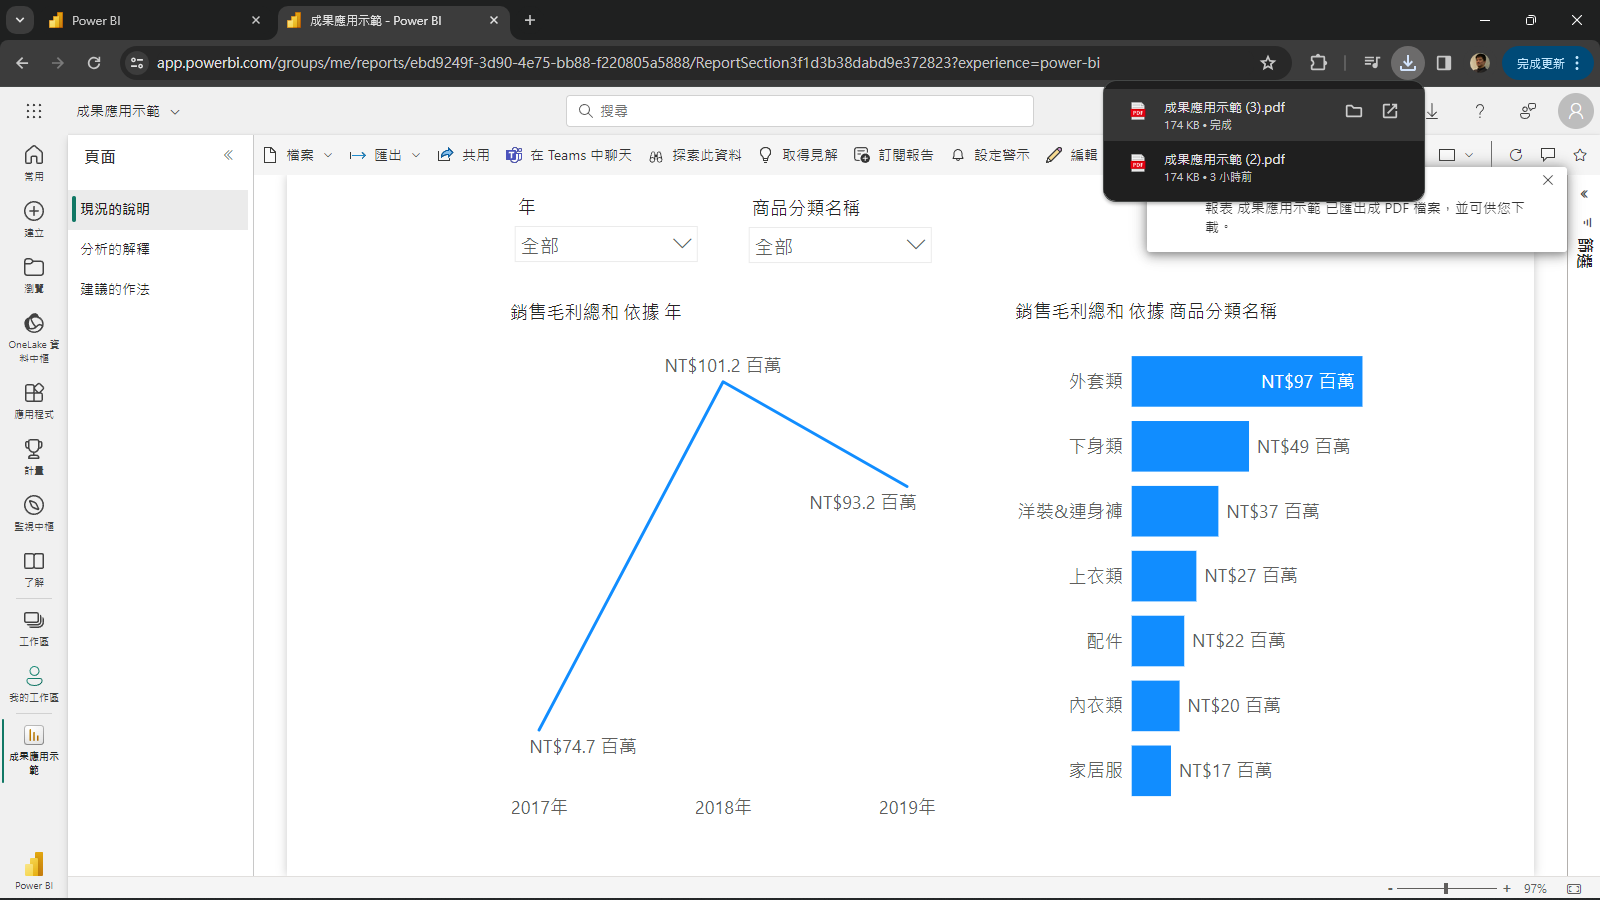 Power BI
成果應用示範 - Power BI
app.powerbi.com/groups/me/reports/ebd9249f-3d90-4e75-bb88-f220805a5888/ReportSection3f1d3b38dabd9e372823?experience=power-bi
完成更新
成果應用示範
搜尋
成果應用示範 (3).pdf
174 KB • 完成
成果應用示範 (2).pdf
174 KB • 3 小時前
報表 成果應用示範 已匯出成 PDF 檔案，並可供您下
載。
常用
建立
瀏覽
OneLake 資
料中樞
應用程式
計量
監視中樞
了解
工作區
我的工作區
成果應用示
範
Power BI
頁面
現況的說明
分析的解釋
建議的作法
檔案
匯出
共用
在 Teams 中聊天
探索此資料
取得見解
訂閱報告
設定警示
編輯
篩選
年
全部
商品分類名稱
全部
銷售毛利總和 依據 年
NT$101.2 百萬
NT$93.2 百萬
NT$74.7 百萬
2017年
2018年
2019年
銷售毛利總和 依據 商品分類名稱
外套類
NT$97 百萬
下身類
NT$49 百萬
洋裝&連身褲
NT$37 百萬
上衣類
NT$27 百萬
配件
NT$22 百萬
內衣類
NT$20 百萬
家居服
NT$17 百萬
- + 97%